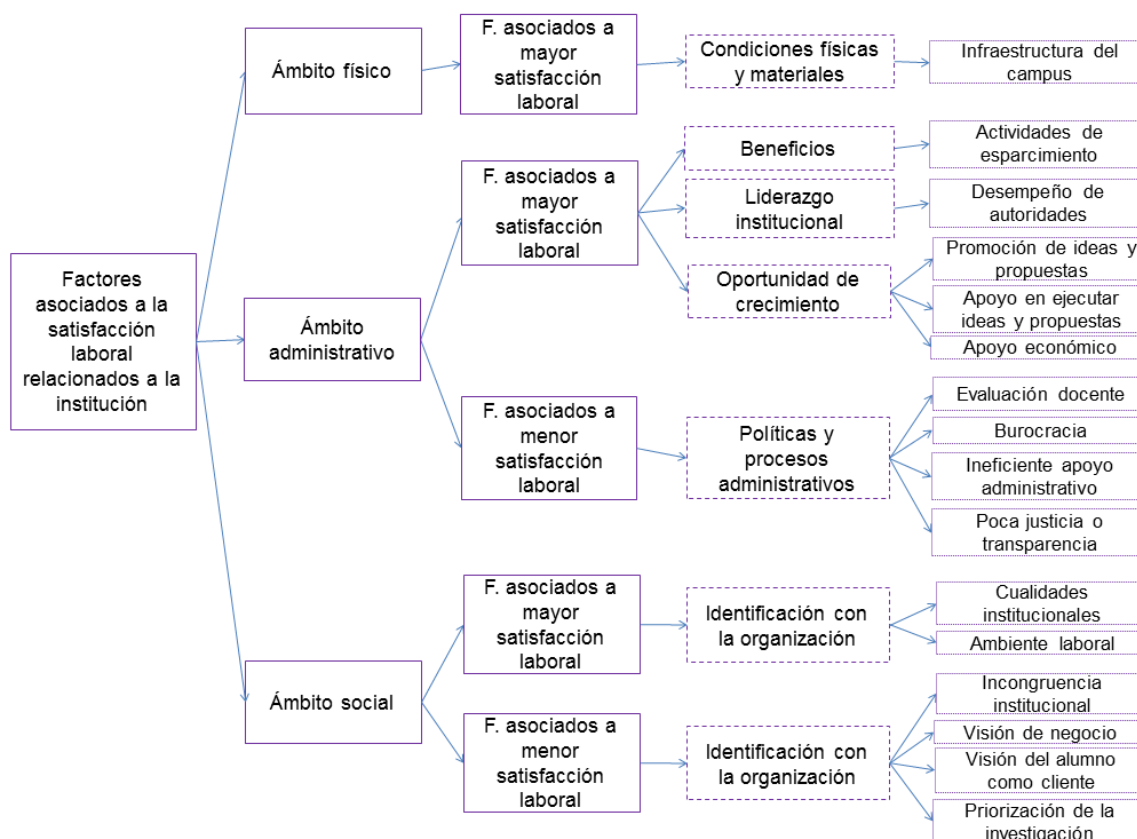 Factores
asociados a la
satisfacción
laboral
relacionados a la
institución
Ámbito físico
F. asociados a
mayor
satisfacción
laboral
Condiciones físicas
y materiales
Infraestructura del
campus
Ámbito
administrativo
F. asociados a
mayor
satisfacción
laboral
Beneficios
Actividades de
esparcimiento
Liderazgo
institucional
Desempeño de
autoridades
Oportunidad de
crecimiento
Promoción de ideas y
propuestas
Apoyo en ejecutar
ideas y propuestas
Apoyo económico
F. asociados a
menor
satisfacción
laboral
Políticas y
procesos
administrativos
Evaluación docente
Burocracia
Ineficiente apoyo
administrativo
Poca justicia o
transparencia
Ámbito social
F. asociados a
mayor
satisfacción
laboral
Identificación con
la organización
Cualidades
institucionales
Ambiente laboral
F. asociados a
menor
satisfacción
laboral
Identificación con
la organización
Incongruencia
institucional
Visión de negocio
Visión del alumno
como cliente
Priorización de la
investigación